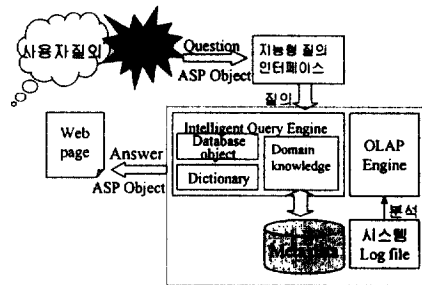 사용자질의
Question
ASP Object
지능형 질의
인터페이스
질의
Web
page
Answer
ASP Object
Intelligent Query Engine
Database
object
Dictionary
Domain
knowledge
OLAP
Engine
분석
시스템
Log file